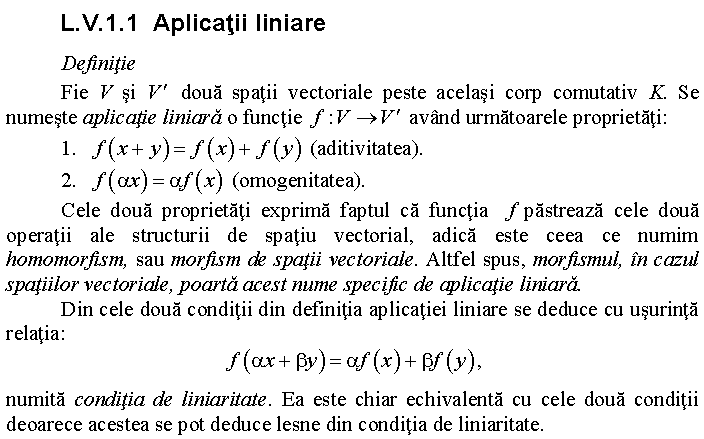 L.V.1.1 Aplicaţii liniare
Definiţie
Fie V şi V′ două spaţii vectoriale peste acelaşi corp comutativ K. Se
numeşte aplicaţie liniară o funcţie f : V → V′ având următoarele proprietăţi:
1. f(x + y) = f(x) + f(y) (aditivitatea).
2. f(αx) = αf(x) (omogenitatea).
Cele două proprietăţi exprimă faptul că funcţia f păstrează cele două
operaţii ale structurii de spaţiu vectorial, adică este ceea ce numim
homomorfism, sau morfism de spaţii vectoriale. Altfel spus, morfismul, în cazul
spaţiilor vectoriale, poartă acest nume specific de aplicaţie liniară.
Din cele două condiţii din definiţia aplicaţiei liniare se deduce cu uşurinţă
relaţia:
f(αx + βy) = αf(x) + βf(y),
numită condiţia de liniaritate. Ea este chiar echivalentă cu cele două condiţii
deoarece acestea se pot deduce lesne din condiţia de liniaritate.